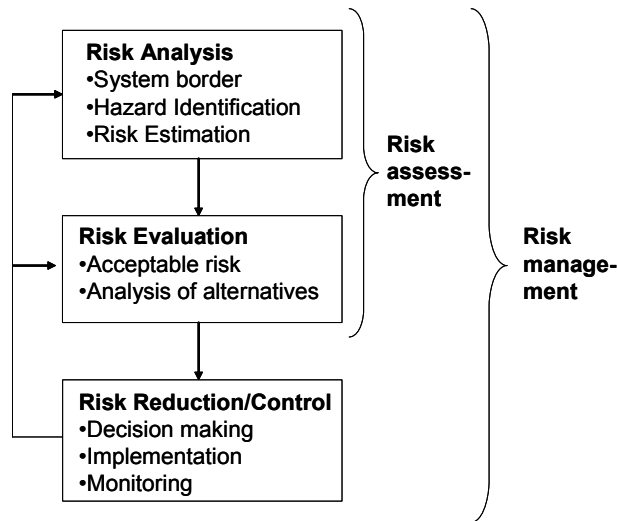 Risk Analysis
•System border
•Hazard Identification
•Risk Estimation
Risk
assess-
ment
Risk Evaluation
•Acceptable risk
•Analysis of alternatives
Risk
manage-
ment
Risk Reduction/Control
•Decision making
•Implementation
•Monitoring